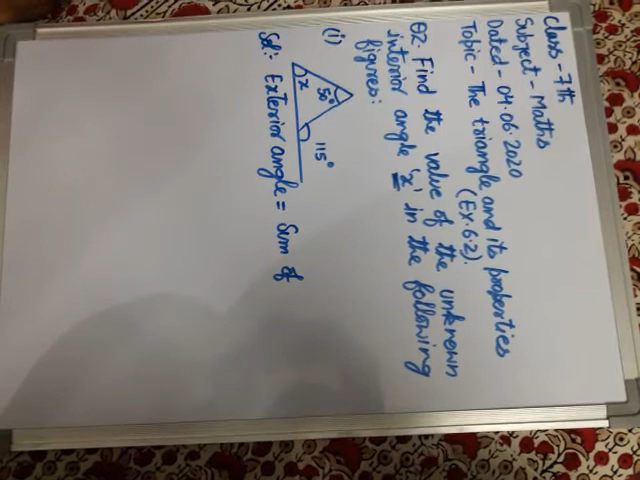 Class - 7th
Subject - Maths
Dated - 04.06.2020
Topic - The triangle and its properties
(Ex. 6.2).
Q2. Find the value of the unknown
interior angle 'x' in the following
figures:
(i)
50°
x
115°
Sol:- Exterior angle = Sum of